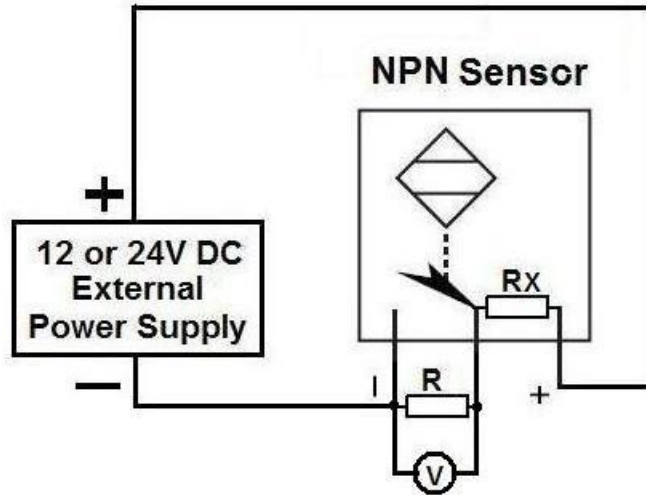 NPN Sensor
+
12 or 24V DC
External
Power Supply
Rx
−
I
R
+
V